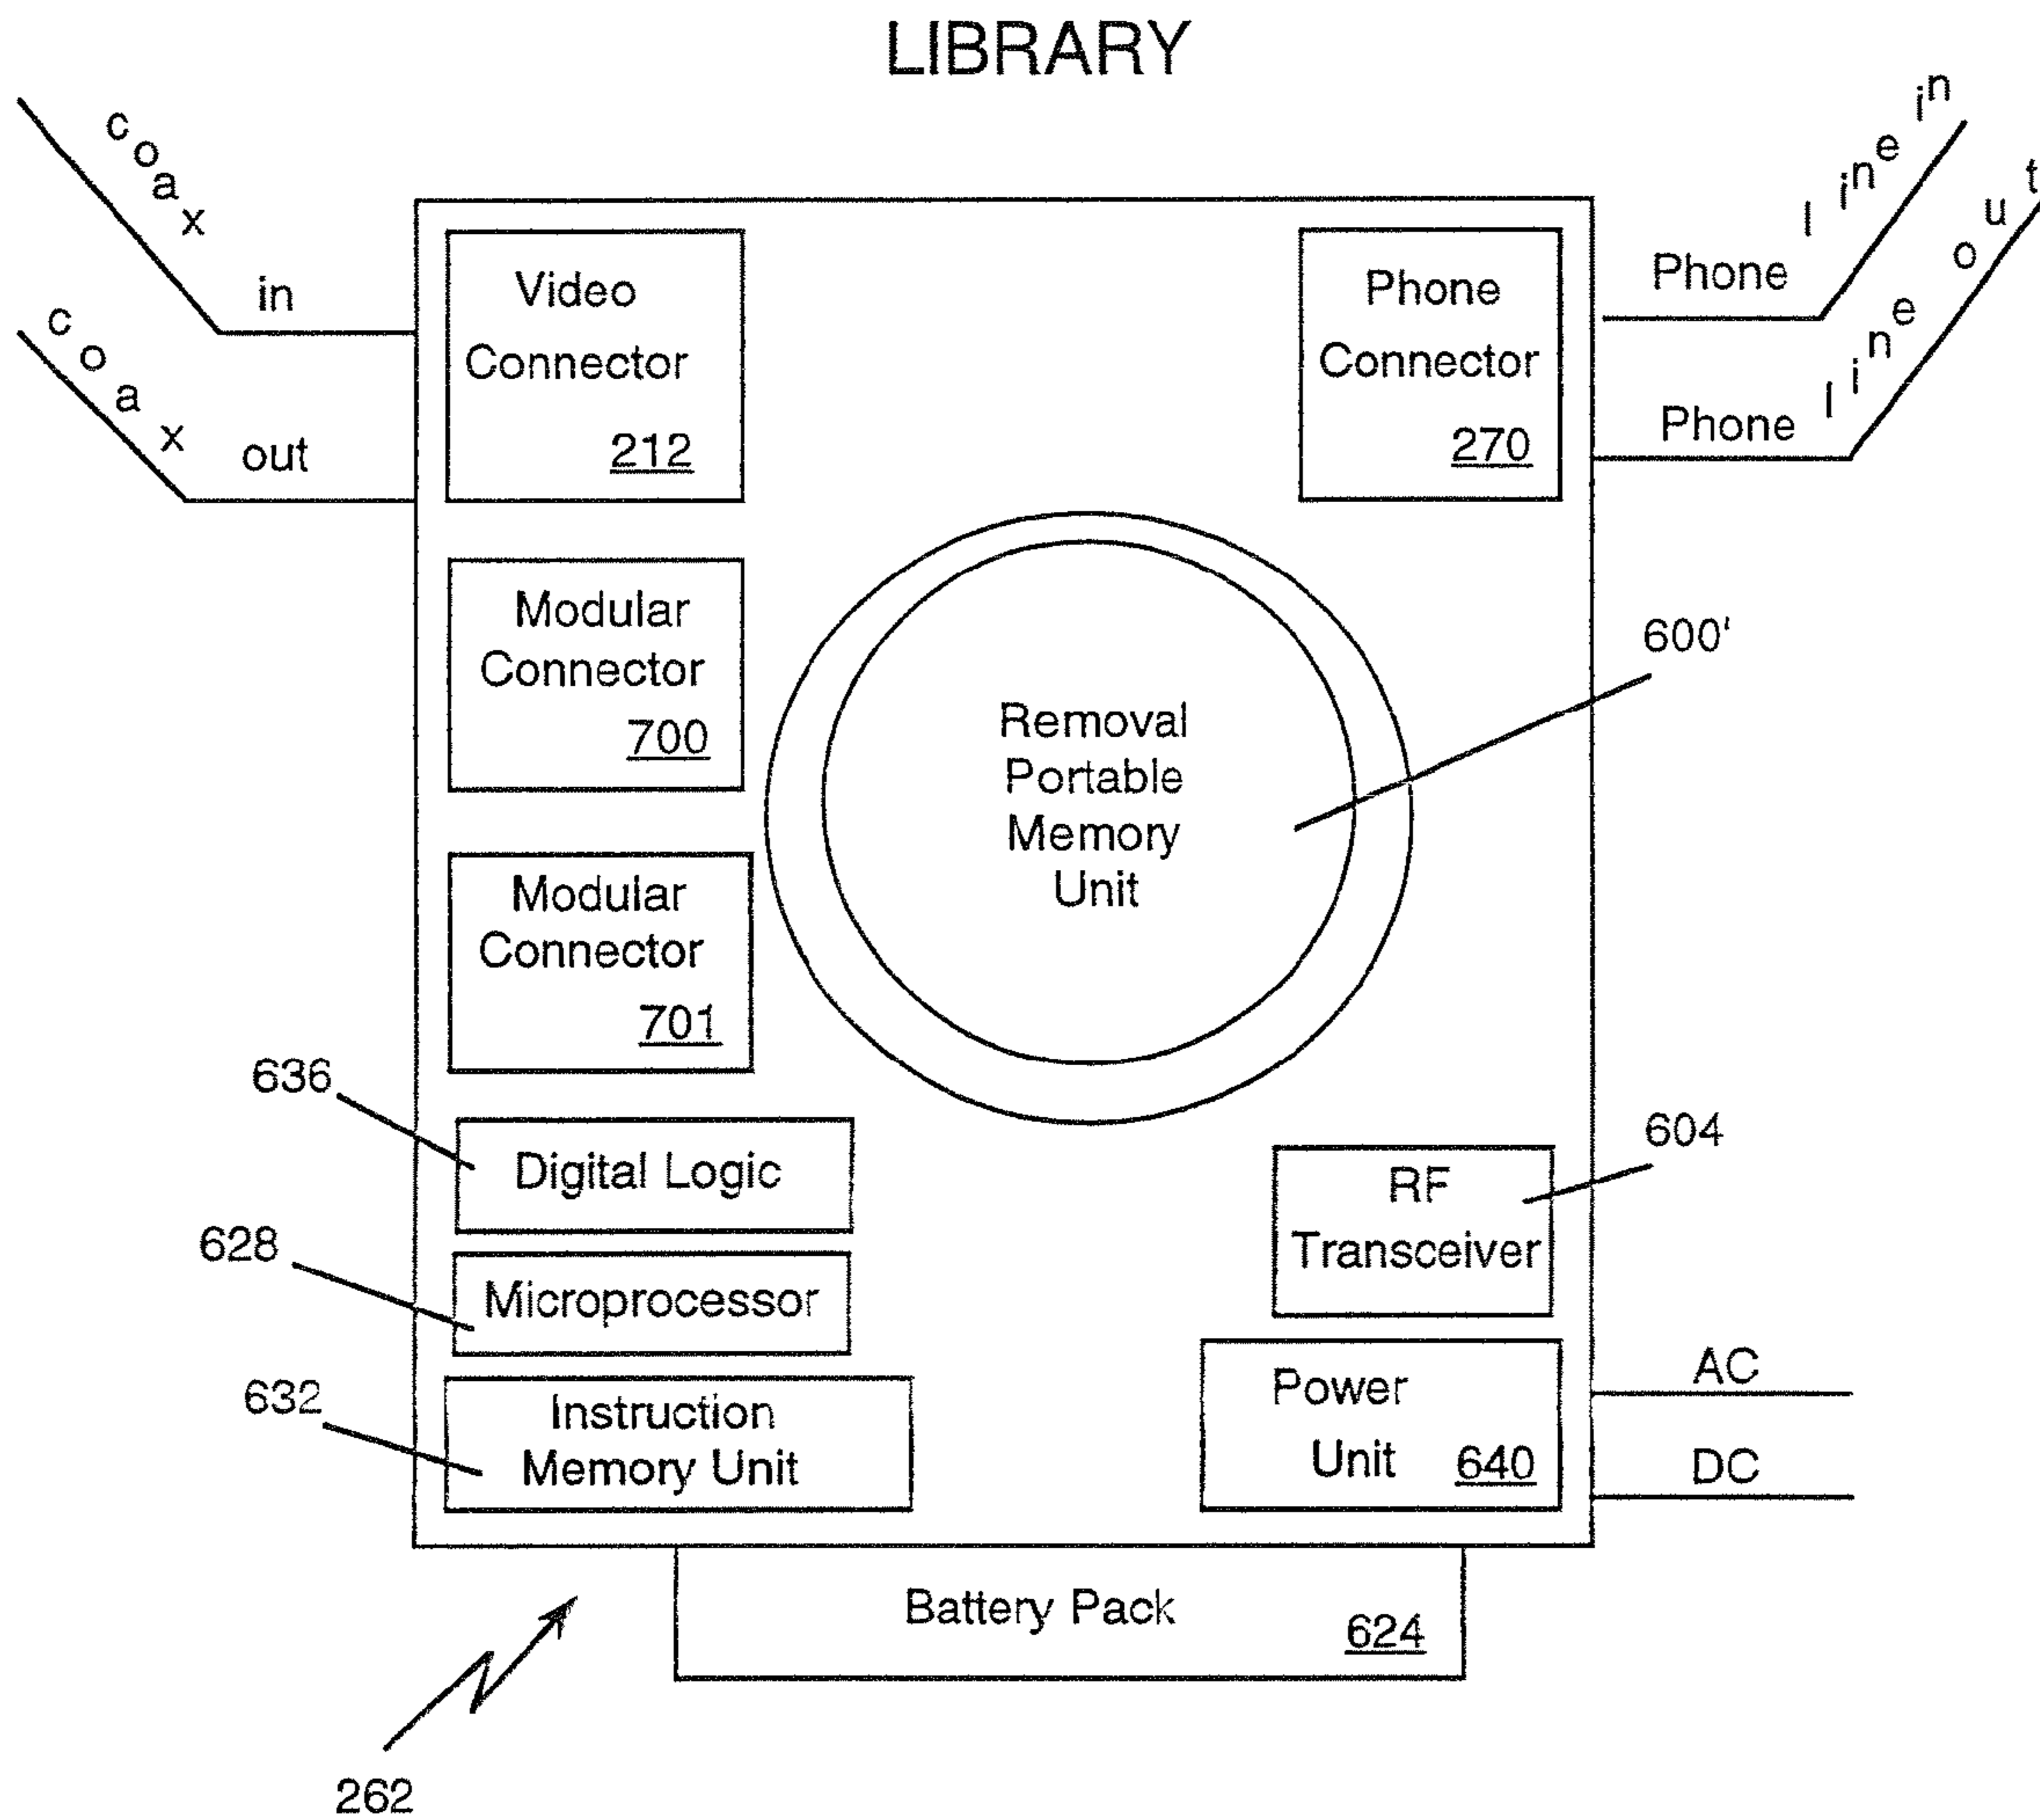 LIBRARY
coax in
coax out
Video
Connector
212
Phone
Connector
270
Phone line in
Phone line out
Modular
Connector
700
Removal
Portable
Memory
Unit
600'
Modular
Connector
701
636
Digital Logic
628
Microprocessor
632
Instruction
Memory Unit
RF
Transceiver
604
Power
Unit 640
AC
DC
Battery Pack 624
262